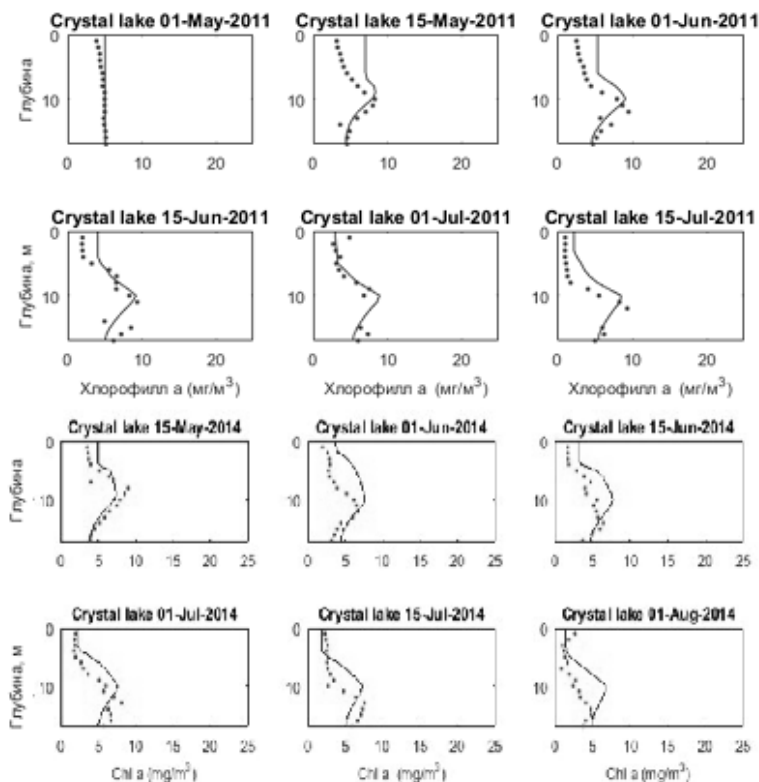 Crystal lake 01-May-2011 Crystal lake 15-May-2011 Crystal lake 01-Jun-2011
0 0 0
Глубина
10 10 10
0 10 20 0 10 20 0 10 20
Crystal lake 15-Jun-2011 Crystal lake 01-Jul-2011 Crystal lake 15-Jul-2011
0 0 0
Глубина, м
10 10 10
0 10 20 0 10 20 0 10 20
Хлорофилл а (мг/м³) Хлорофилл а (мг/м³) Хлорофилл а (мг/м³)
Crystal lake 15-May-2014 Crystal lake 01-Jun-2014 Crystal lake 15-Jun-2014
0 0 0
Глубина
10 10 10
0 5 10 15 20 25 0 5 10 15 20 25 0 5 10 15 20 25
Crystal lake 01-Jul-2014 Crystal lake 15-Jul-2014 Crystal lake 01-Aug-2014
0 0 0
Глубина, м
10 10 10
0 5 10 15 20 25 0 5 10 15 20 25 0 5 10 15 20 25
Chl a (mg/m³) Chl a (mg/m³) Chl a (mg/m³)